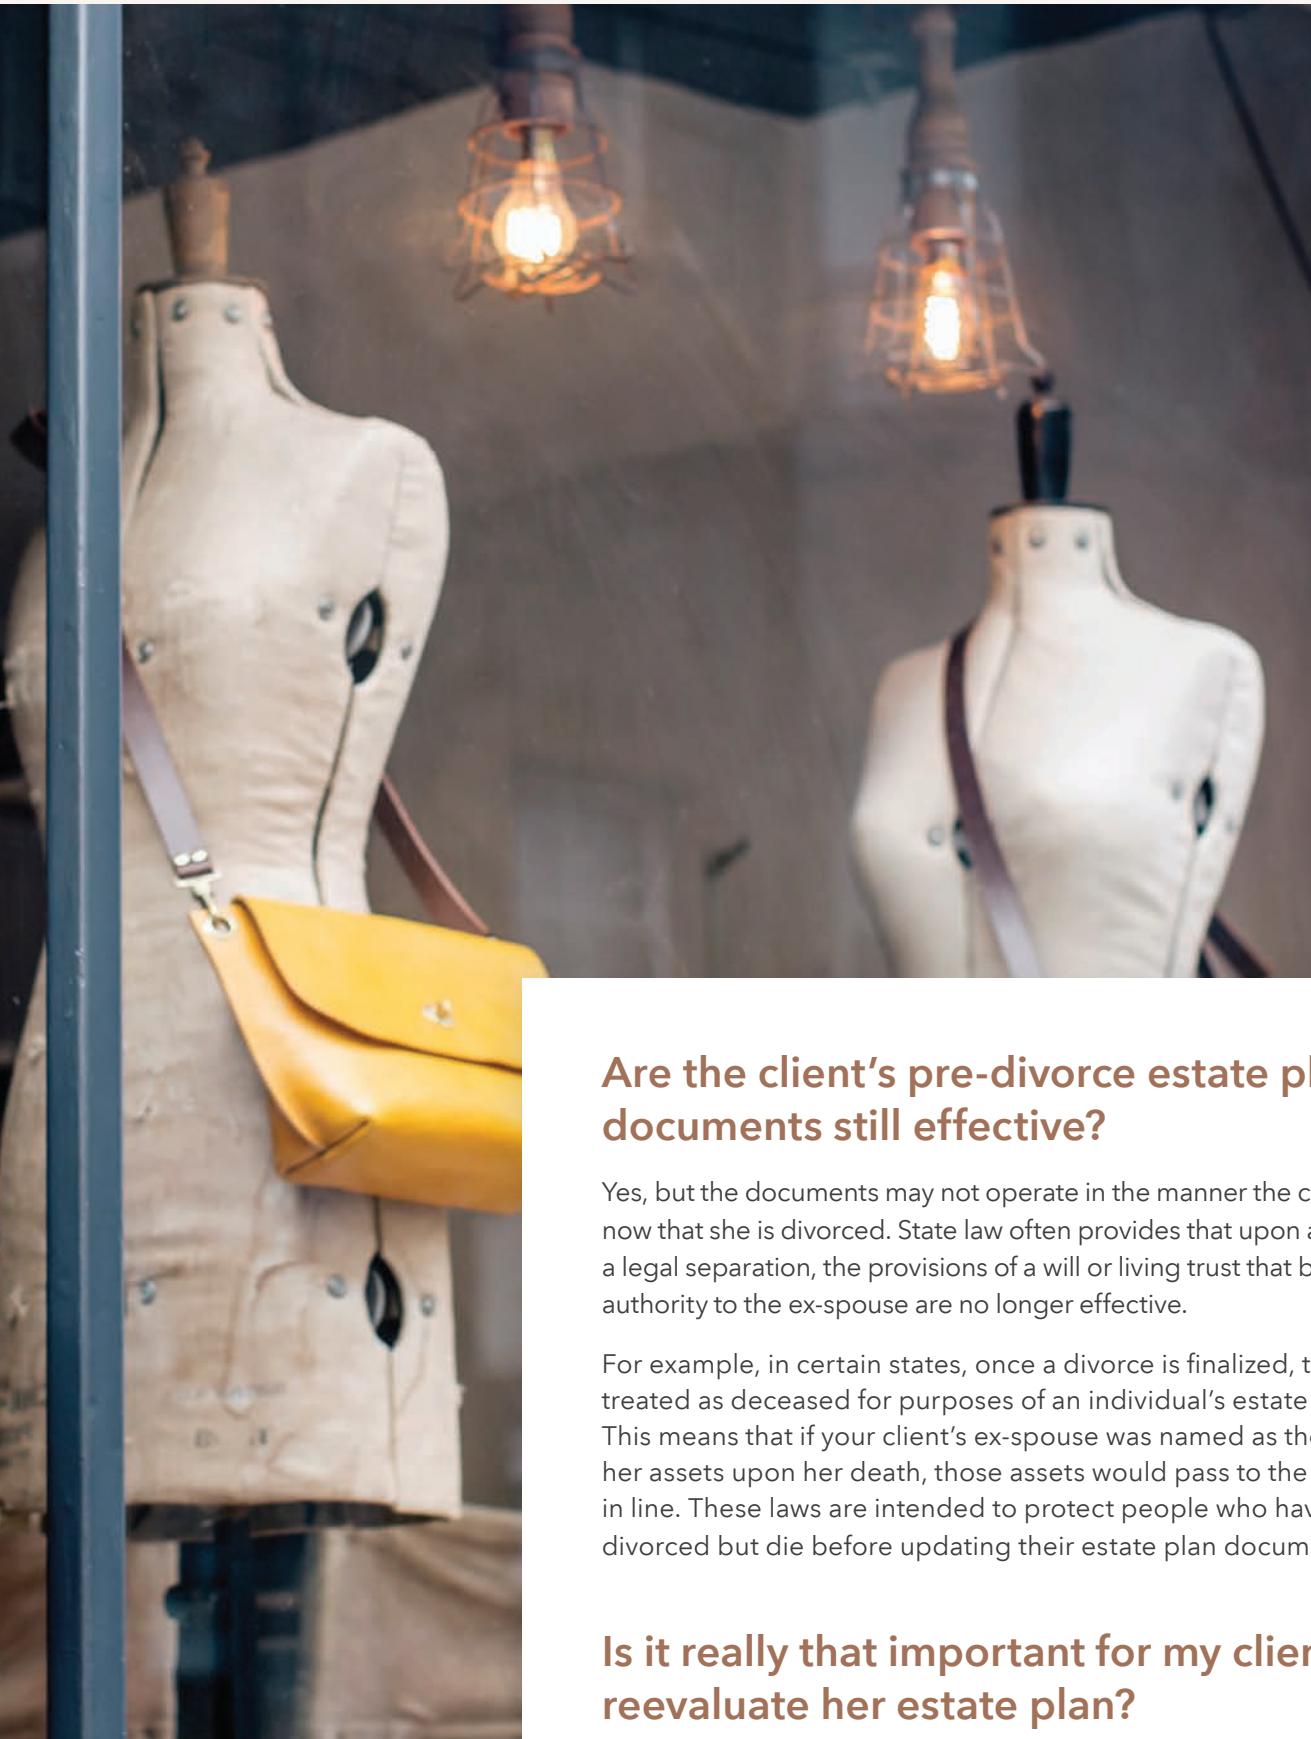 Are the client’s pre-divorce estate
documents still effective?
Yes, but the documents may not operate in the manner the
now that she is divorced. State law often provides that upon
a legal separation, the provisions of a will or living trust that
authority to the ex-spouse are no longer effective.
For example, in certain states, once a divorce is finalized,
treated as deceased for purposes of an individual’s estate
This means that if your client’s ex-spouse was named as
her assets upon her death, those assets would pass to the
in line. These laws are intended to protect people who
divorced but die before updating their estate plan
Is it really that important for my
reevaluate her estate plan?